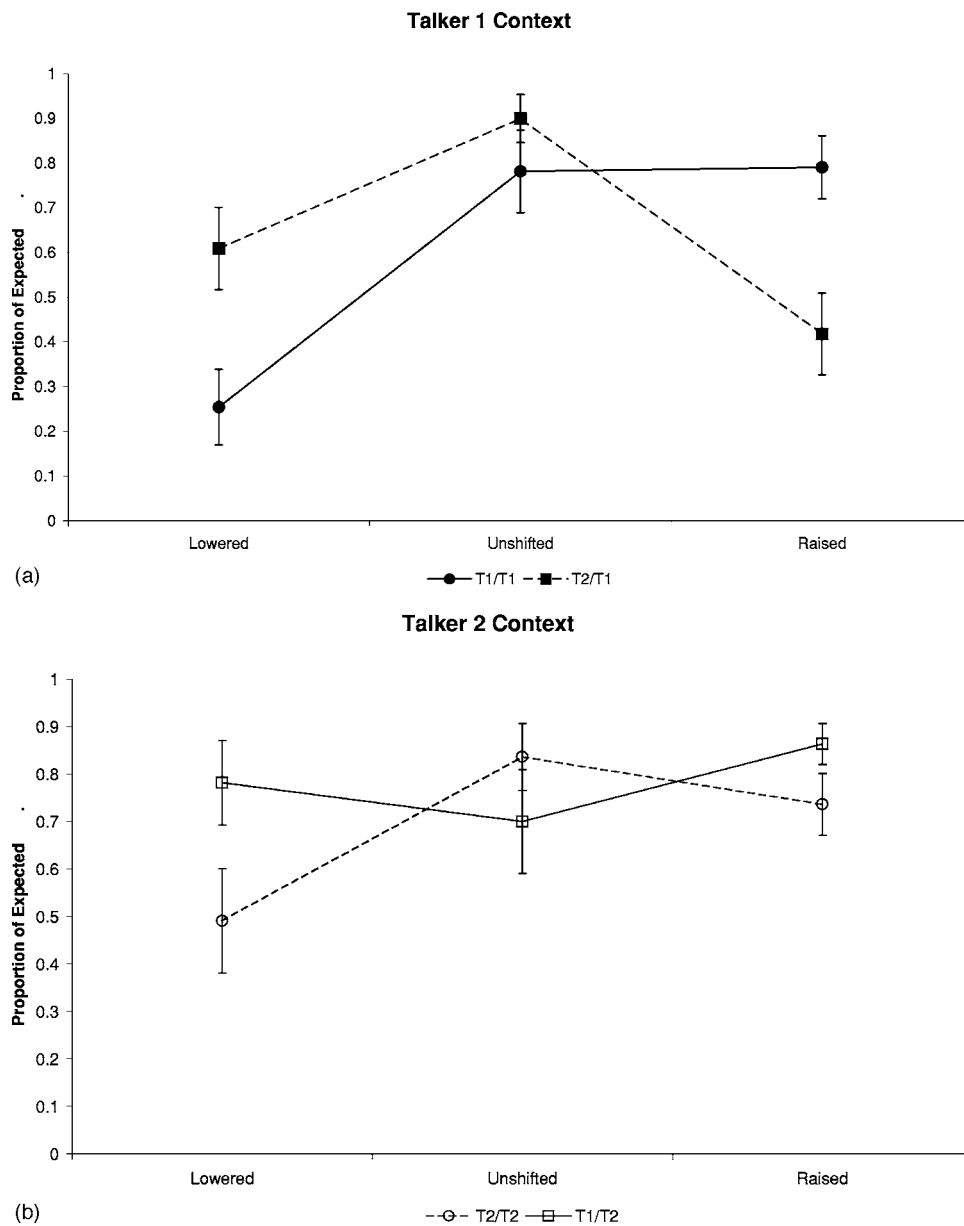 Talker 1 Context
Proportion of Expected
1
0.9
0.8
0.7
0.6
0.5
0.4
0.3
0.2
0.1
0
Lowered Unshifted Raised
(a)
T1/T1 T2/T1
Talker 2 Context
Proportion of Expected
1
0.9
0.8
0.7
0.6
0.5
0.4
0.3
0.2
0.1
0
Lowered Unshifted Raised
(b)
T2/T2 T1/T2